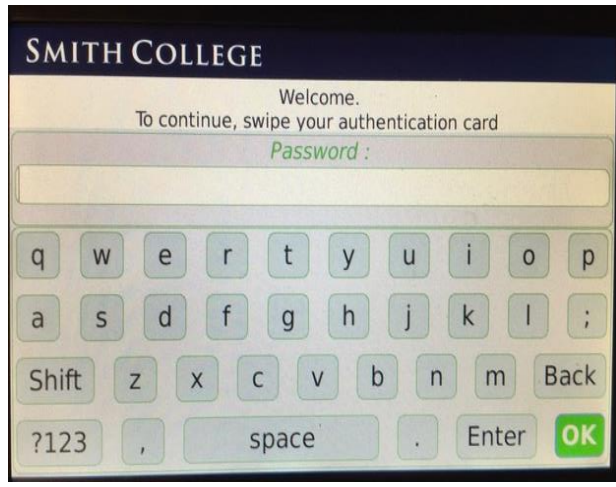 SMITH COLLEGE
Welcome.
To continue, swipe your authentication card
Password :
q w e r t y u i o p
a s d f g h j k l ;
Shift z x c v b n m Back
?123 , space . Enter OK